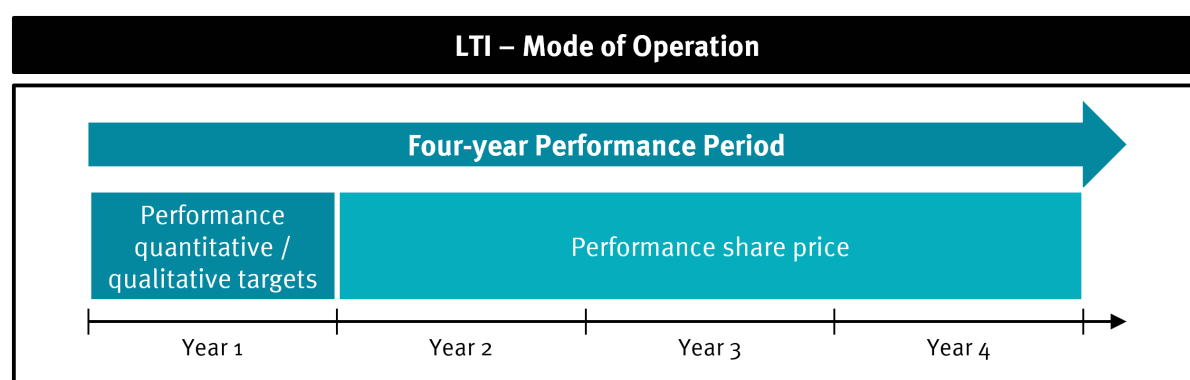 LTI – Mode of Operation
Four-year Performance Period
Performance
quantitative /
qualitative targets
Performance share price
Year 1
Year 2
Year 3
Year 4